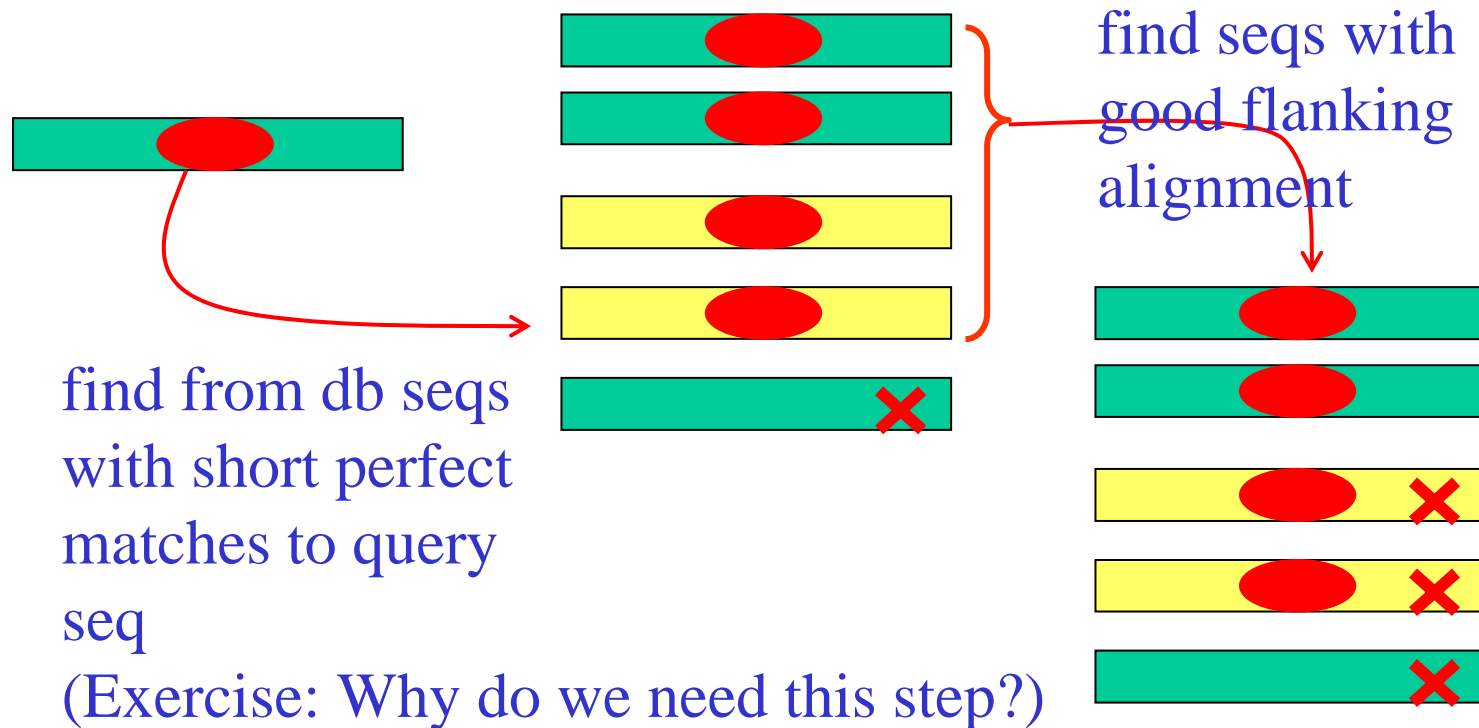 find seqs with
good flanking
alignment
find from db seqs
with short perfect
matches to query
seq
(Exercise: Why do we need this step?)